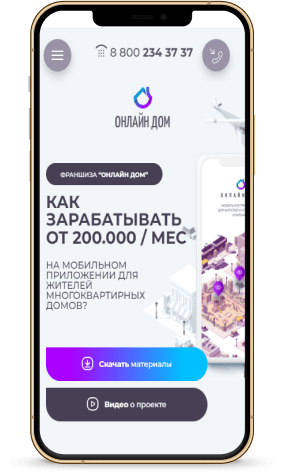 8 800 234 37 37
ОНЛАЙН ДОМ
ФРАНШИЗА "ОНЛАЙН ДОМ"
КАК
ЗАРАБАТЫВАТЬ
ОТ 200.000 / МЕС
НА МОБИЛЬНОМ
ПРИЛОЖЕНИИ ДЛЯ
ЖИТЕЛЕЙ
МНОГОКВАРТИРНЫХ
ДОМОВ?
Скачать материалы
Видео о проекте